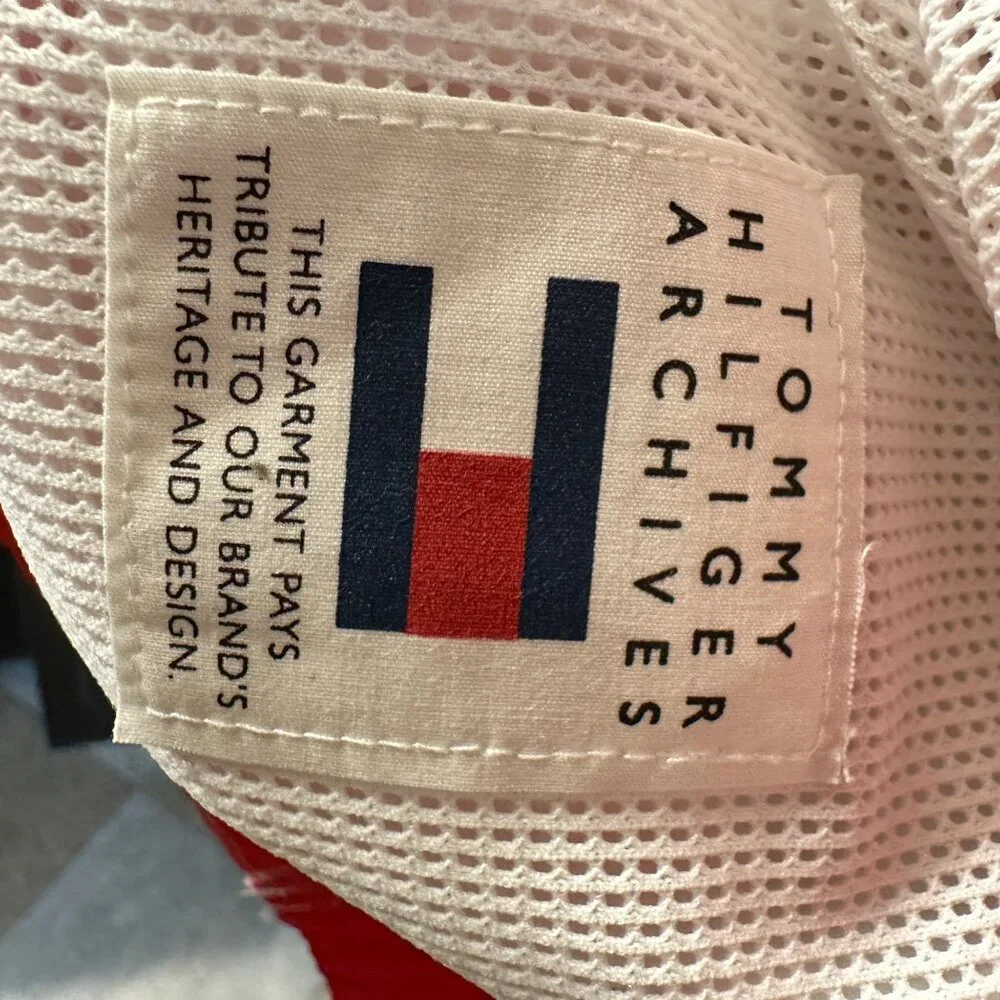 TOMMY
HILFIGER
ARCHIVES
THIS GARMENT PAYS
TRIBUTE TO OUR BRAND'S
HERITAGE AND DESIGN.